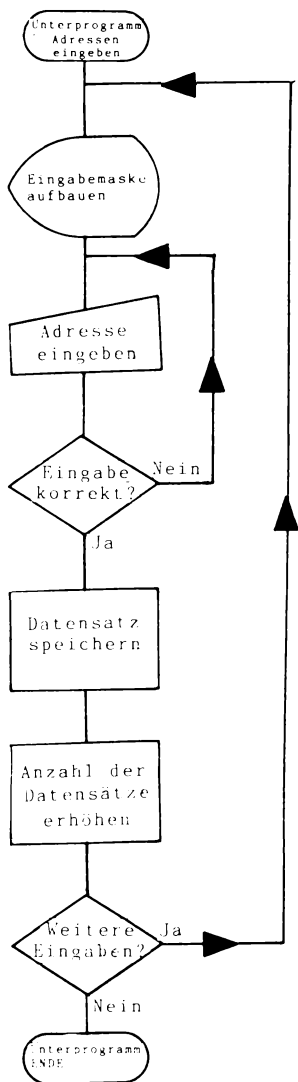 Unterprogramm
Adressen
eingeben
Eingabemaske
aufbauen
Adresse
eingeben
Eingabe
korrekt?
Nein
Ja
Datensatz
speichern
Anzahl der
Datensätze
erhöhen
Weitere
Eingaben?
Ja
Nein
Unterprogramm
ENDE